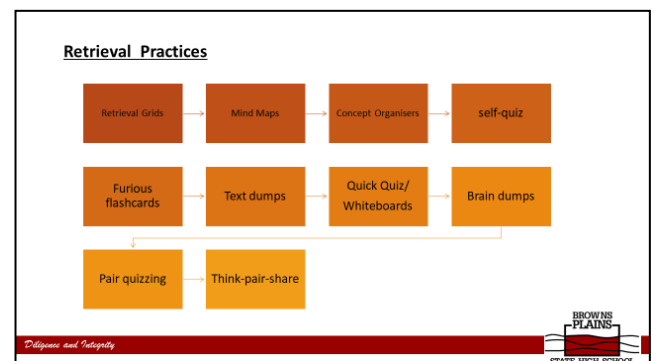 Retrieval Practices
Retrieval Grids
Mind Maps
Concept Organisers
self-quiz
Furious
flashcards
Text dumps
Quick Quiz/
Whiteboards
Brain dumps
Pair quizzing
Think-pair-share
Diligence and Integrity
BROWNS
PLAINS
STATE HIGH SCHOOL